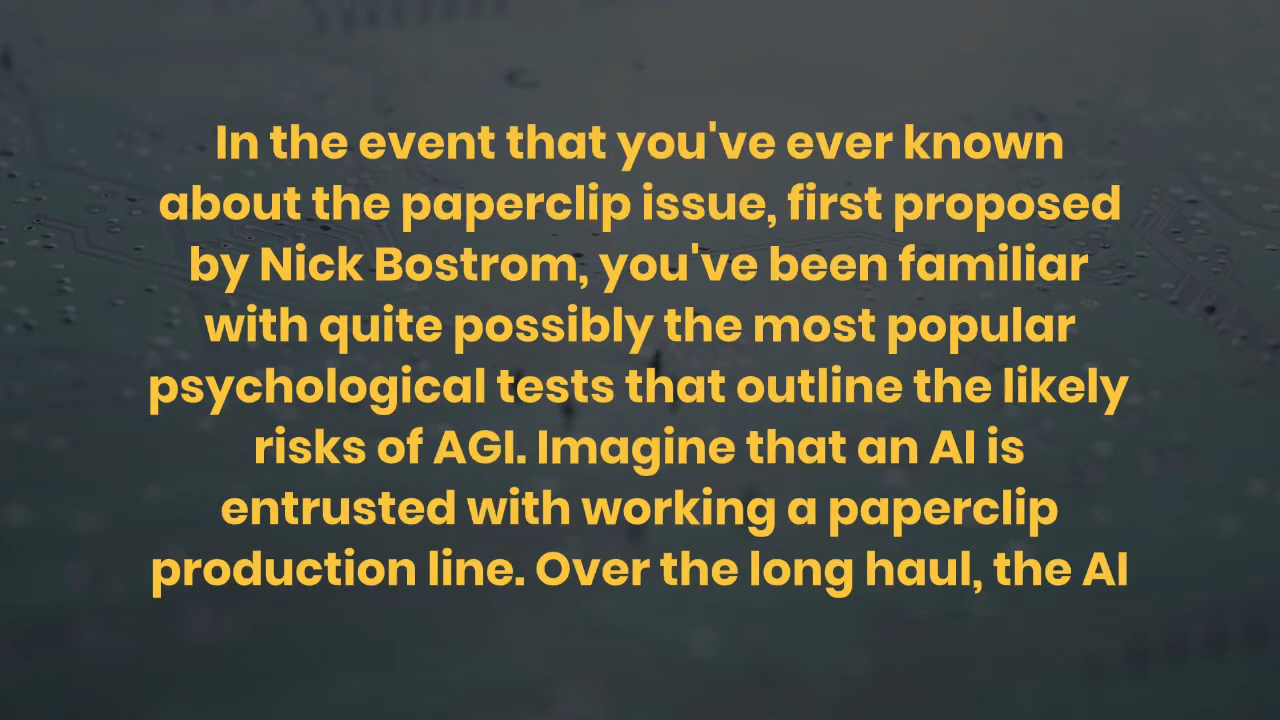 In the event that you've ever known
about the paperclip issue, first proposed
by Nick Bostrom, you've been familiar
with quite possibly the most popular
psychological tests that outline the likely
risks of AGI. Imagine that an AI is
entrusted with working a paperclip
production line. Over the long haul, the AI